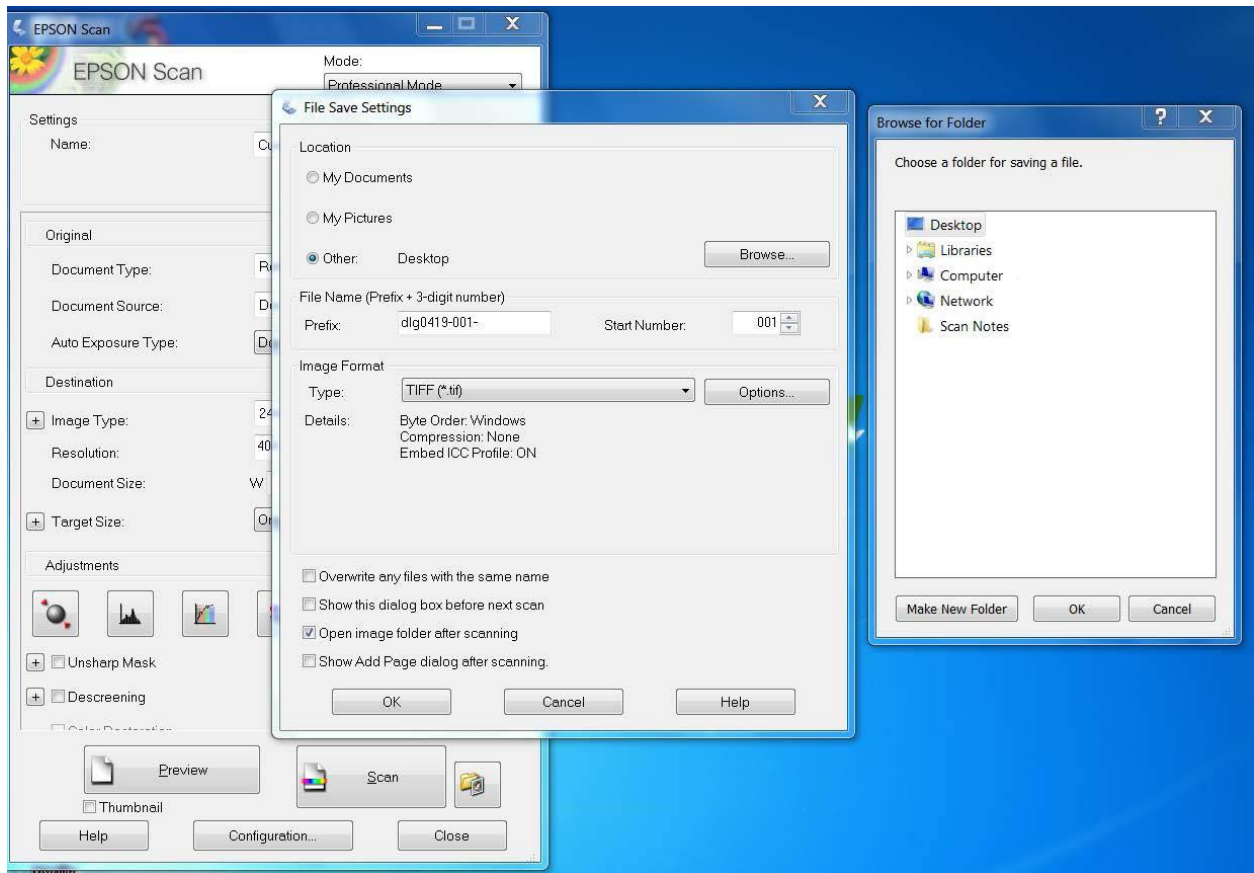 EPSON Scan
EPSON Scan
Mode:
Professional Mode
Settings
Name:
Original
Document Type:
Document Source:
Auto Exposure Type:
Destination
Image Type:
24
Resolution:
40
Document Size:
W
Target Size:
Adjustments
Unsharp Mask
Descreening
Preview
Scan
Thumbnail
Help
Configuration...
Close
File Save Settings
Location
My Documents
My Pictures
Other:
Desktop
Browse...
File Name (Prefix + 3-digit number)
Prefix:
dlg0419-001-
Start Number:
001
Image Format
Type:
TIFF (*.tif)
Options...
Details:
Byte Order: Windows
Compression: None
Embed ICC Profile: ON
Overwrite any files with the same name
Show this dialog box before next scan
Open image folder after scanning
Show Add Page dialog after scanning.
OK
Cancel
Help
Browse for Folder
Choose a folder for saving a file.
Desktop
Libraries
Computer
Network
Scan Notes
Make New Folder
OK
Cancel